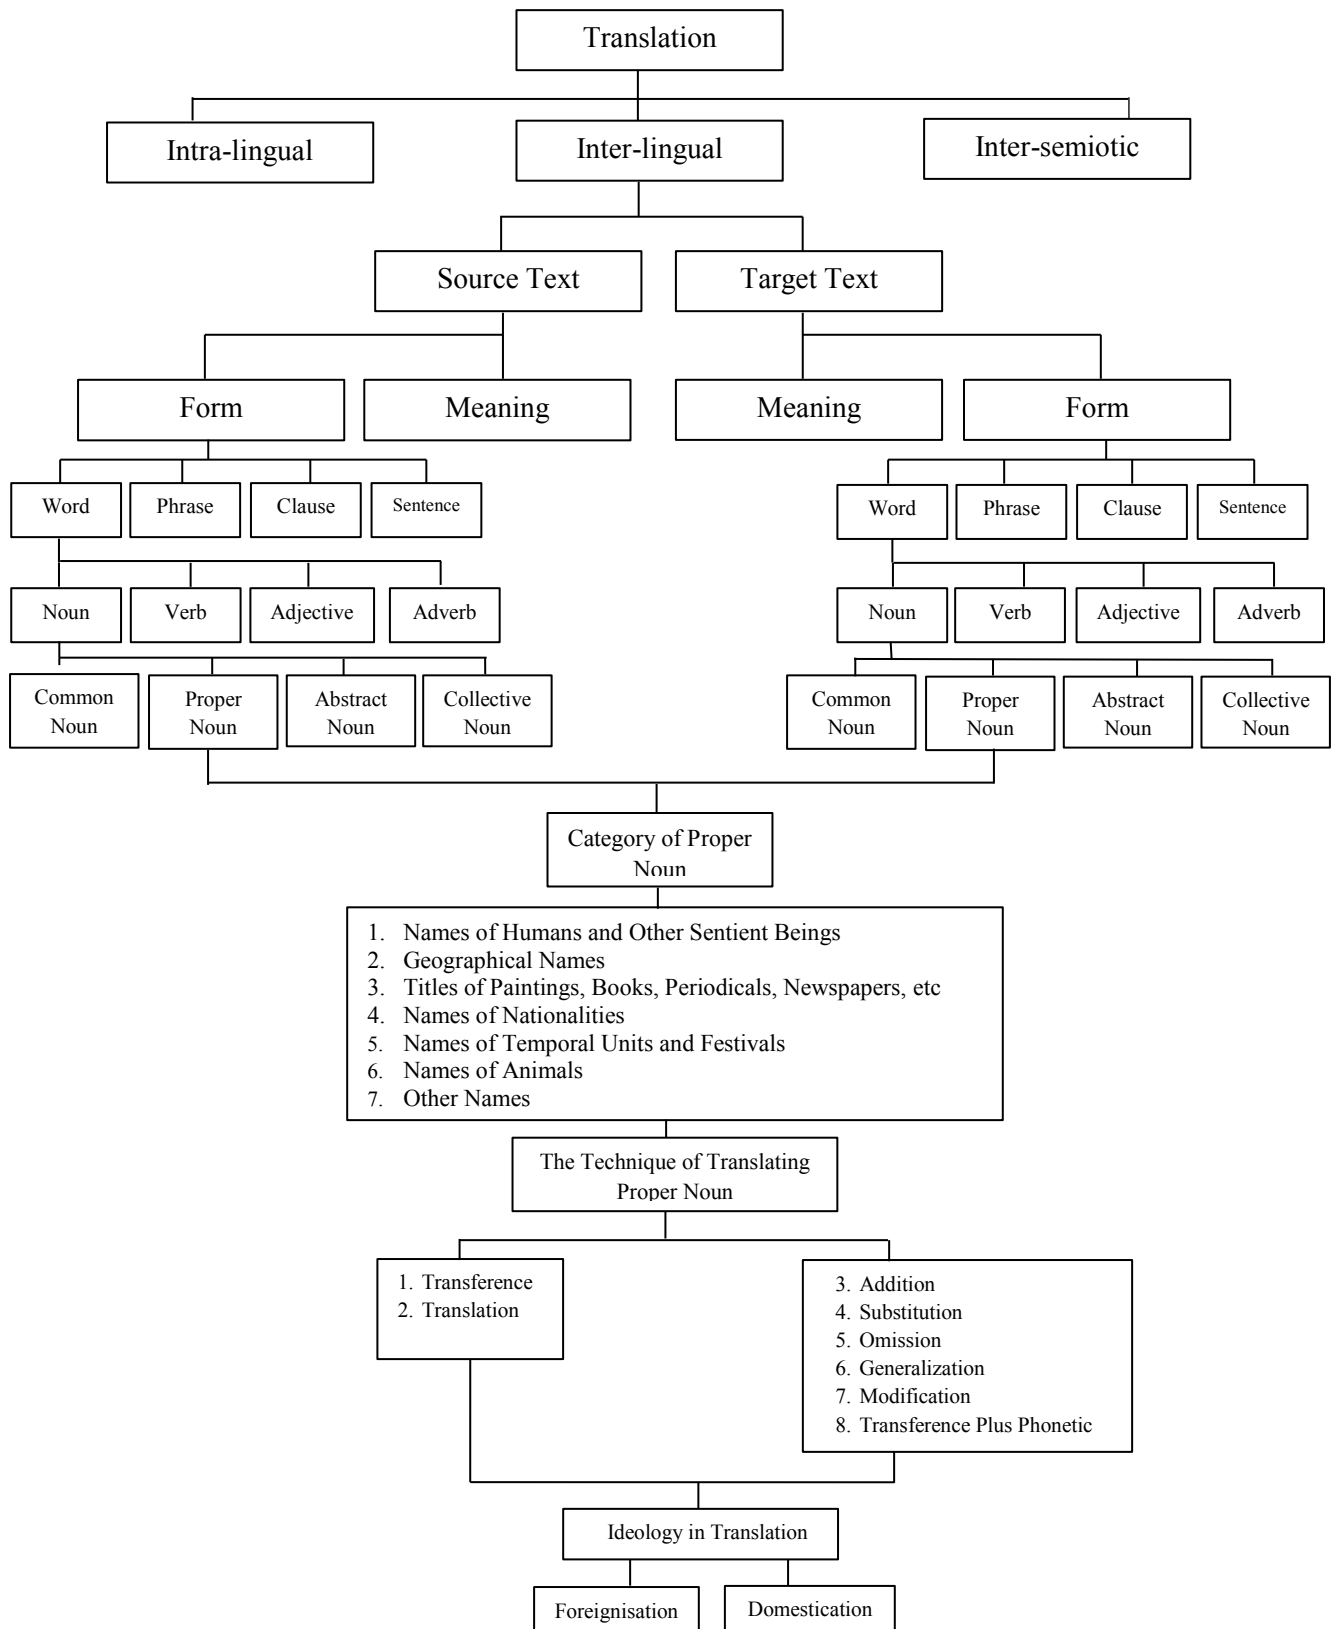 Translation
Intra-lingual
Inter-lingual
Inter-semiotic
Source Text
Target Text
Form
Meaning
Meaning
Form
Word
Phrase
Clause
Sentence
Word
Phrase
Clause
Sentence
Noun
Verb
Adjective
Adverb
Noun
Verb
Adjective
Adverb
Common
Noun
Proper
Noun
Abstract
Noun
Collective
Noun
Common
Noun
Proper
Noun
Abstract
Noun
Collective
Noun
Category of Proper
Noun
1. Names of Humans and Other Sentient Beings
2. Geographical Names
3. Titles of Paintings, Books, Periodicals, Newspapers, etc
4. Names of Nationalities
5. Names of Temporal Units and Festivals
6. Names of Animals
7. Other Names
The Technique of Translating
Proper Noun
1. Transference
2. Translation
3. Addition
4. Substitution
5. Omission
6. Generalization
7. Modification
8. Transference Plus Phonetic
Ideology in Translation
Foreignisation
Domestication